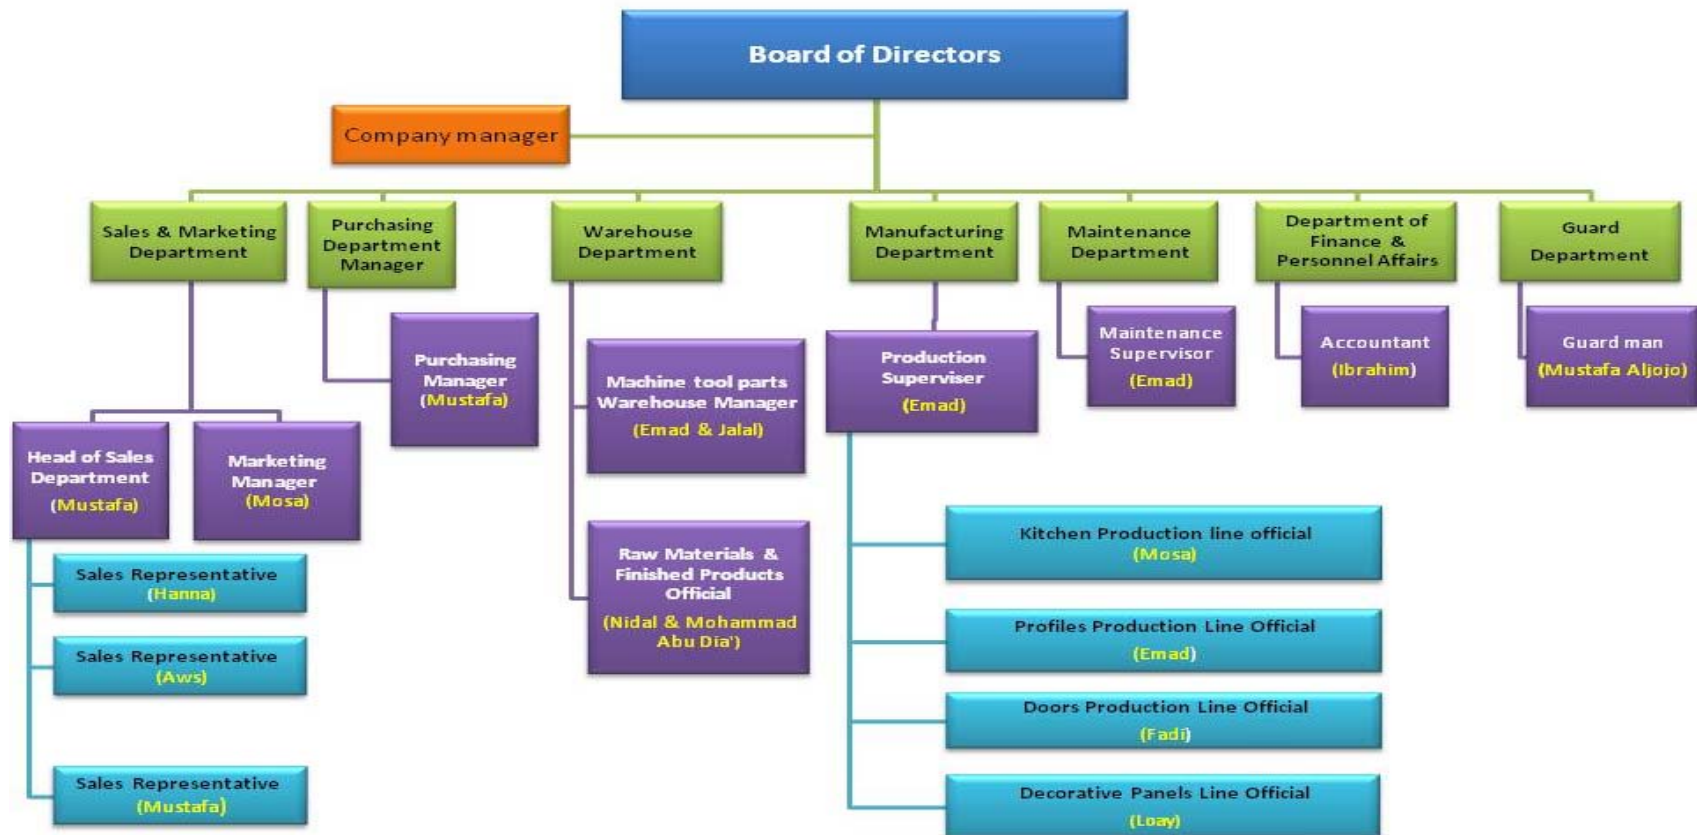 Board of Directors
Company manager
Sales & Marketing
Department
Purchasing
Department
Manager
Warehouse
Department
Manufacturing
Department
Maintenance
Department
Department of
Finance &
Personnel Affairs
Guard
Department
Purchasing
Manager
(Mustafa)
Machine tool parts
Warehouse Manager
(Emad & Jalal)
Production
Superviser
(Emad)
Maintenance
Supervisor
(Emad)
Accountant
(Ibrahim)
Guard man
(Mustafa Aljojo)
Head of Sales
Department
(Mustafa)
Marketing
Manager
(Mosa)
Raw Materials &
Finished Products
Official
(Nidal & Mohammad
Abu Dia')
Sales Representative
(Hanna)
Sales Representative
(Aws)
Sales Representative
(Mustafa)
Kitchen Production line official
(Mosa)
Profiles Production Line Official
(Emad)
Doors Production Line Official
(Fadi)
Decorative Panels Line Official
(Loay)